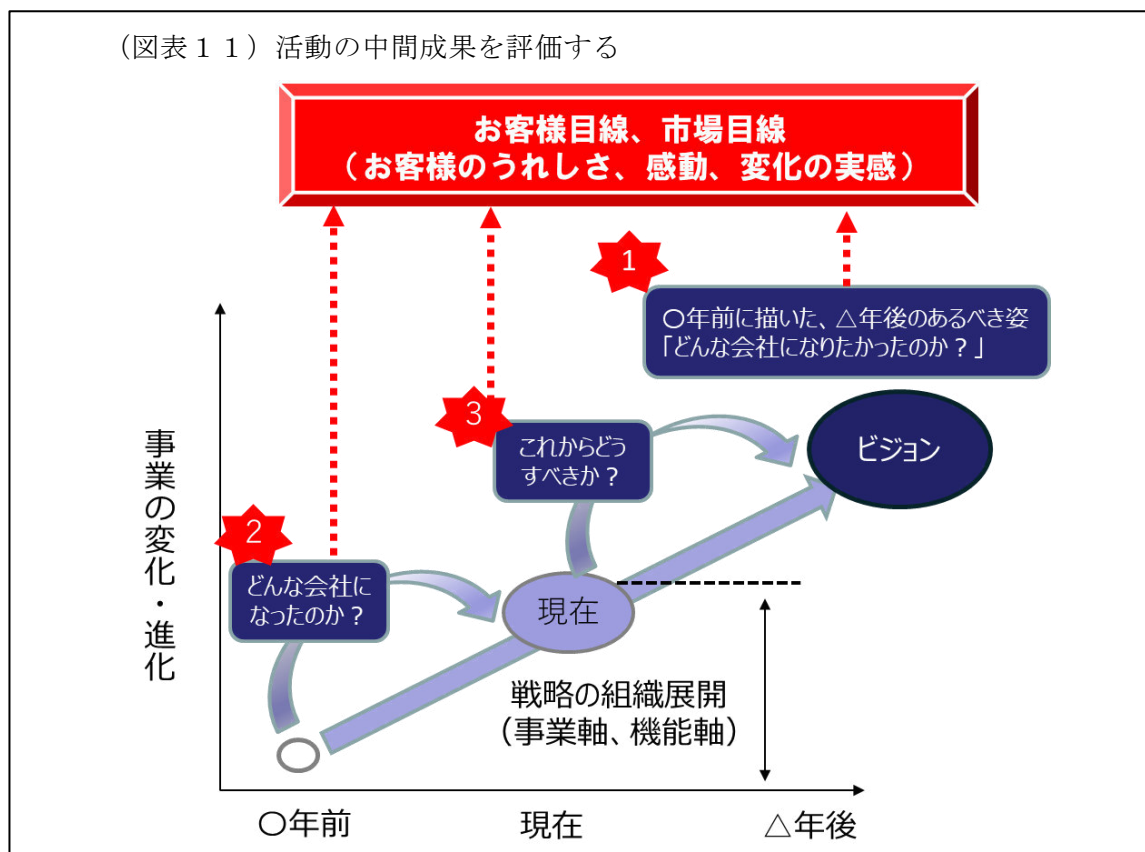 （図表１１）活動の中間成果を評価する
お客様目線、市場目線
（お客様のうれしさ、感動、変化の実感）
1
〇年前に描いた、△年後のあるべき姿
「どんな会社になりたかったのか？」
3
これからどう
すべきか？
ビジョン
2
どんな会社に
なったのか？
現在
事業の変化・進化
戦略の組織展開
（事業軸、機能軸）
〇年前
現在
△年後